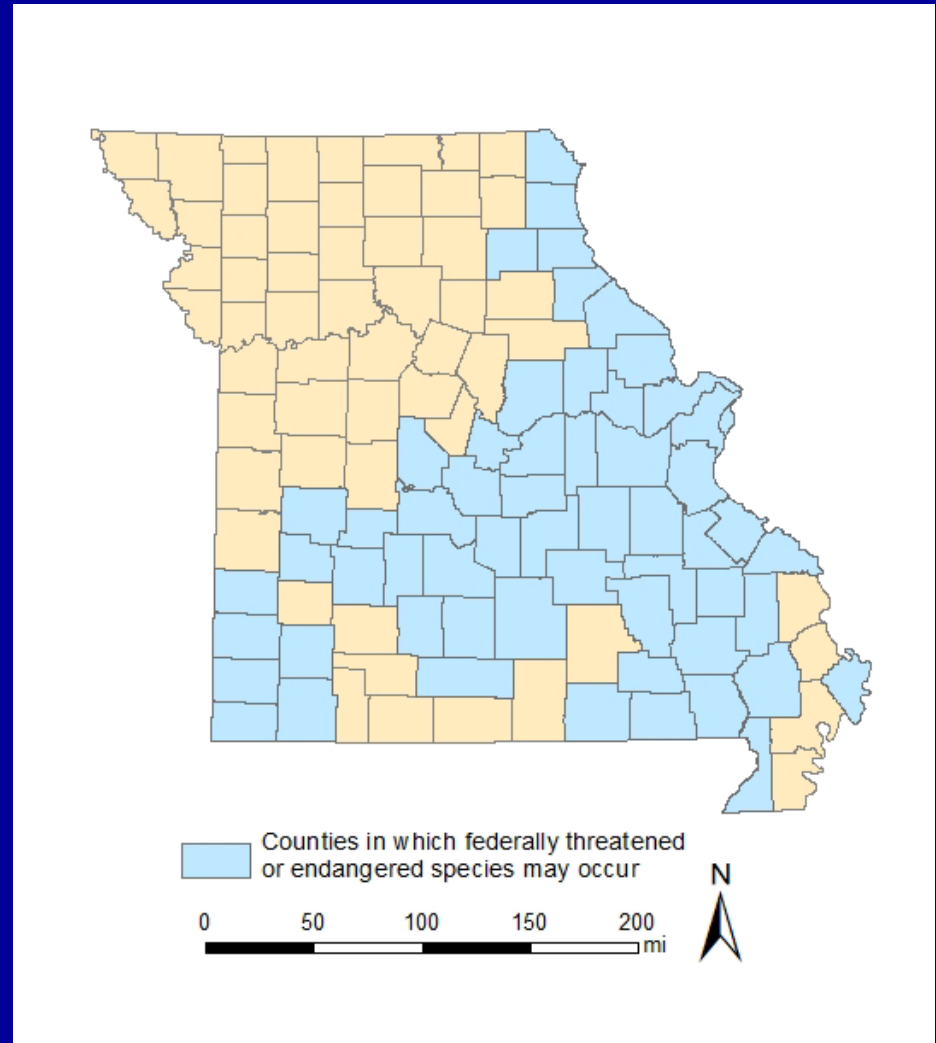 Counties in which federally threatened
or endangered species may occur
N
0 50 100 150 200
mi